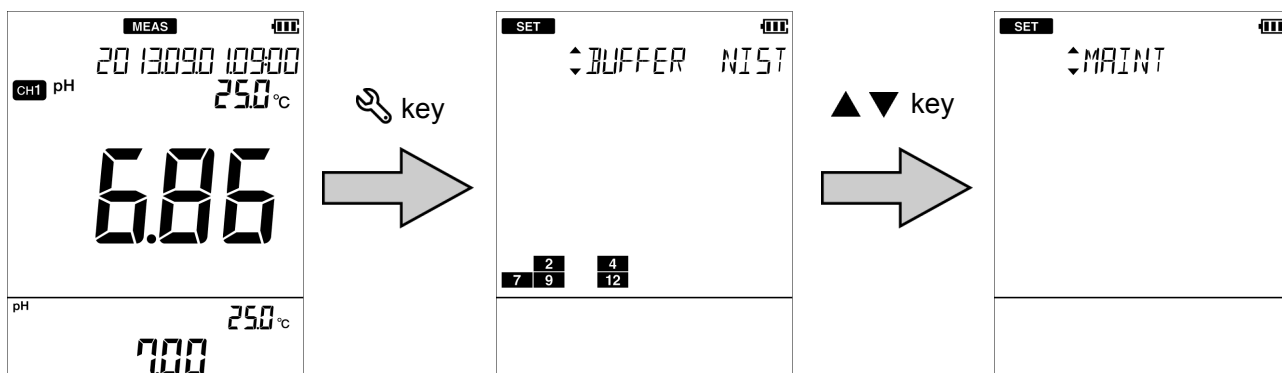 MEAS
2013.09.01.09:00
CH1 pH
25.0 °C
6.86
pH
25.0 °C
7.00
key
SET
BUFFER NIST
2 4
7 9 12
▲ ▼ key
SET
MAINT